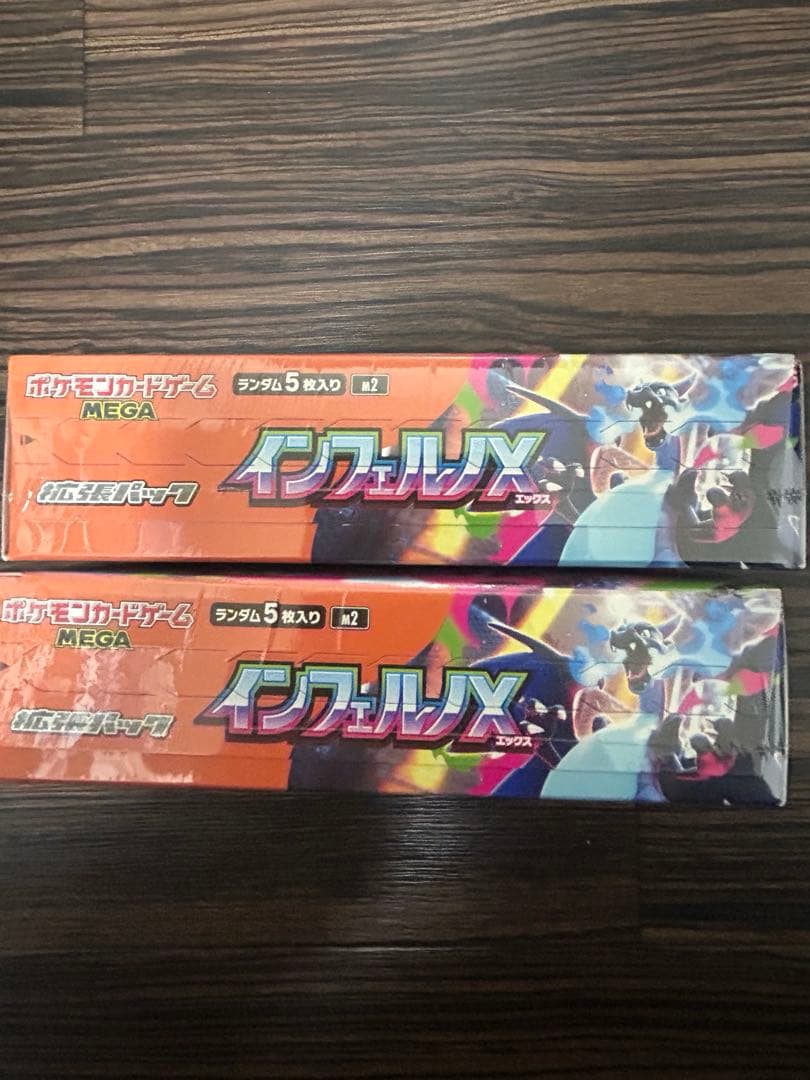 ポケモンカードゲーム
MEGA
ランダム5枚入り M2
拡張パック
インフェルノX
エックス
ポケモンカードゲーム
MEGA
ランダム5枚入り M2
拡張パック
インフェルノX
エックス